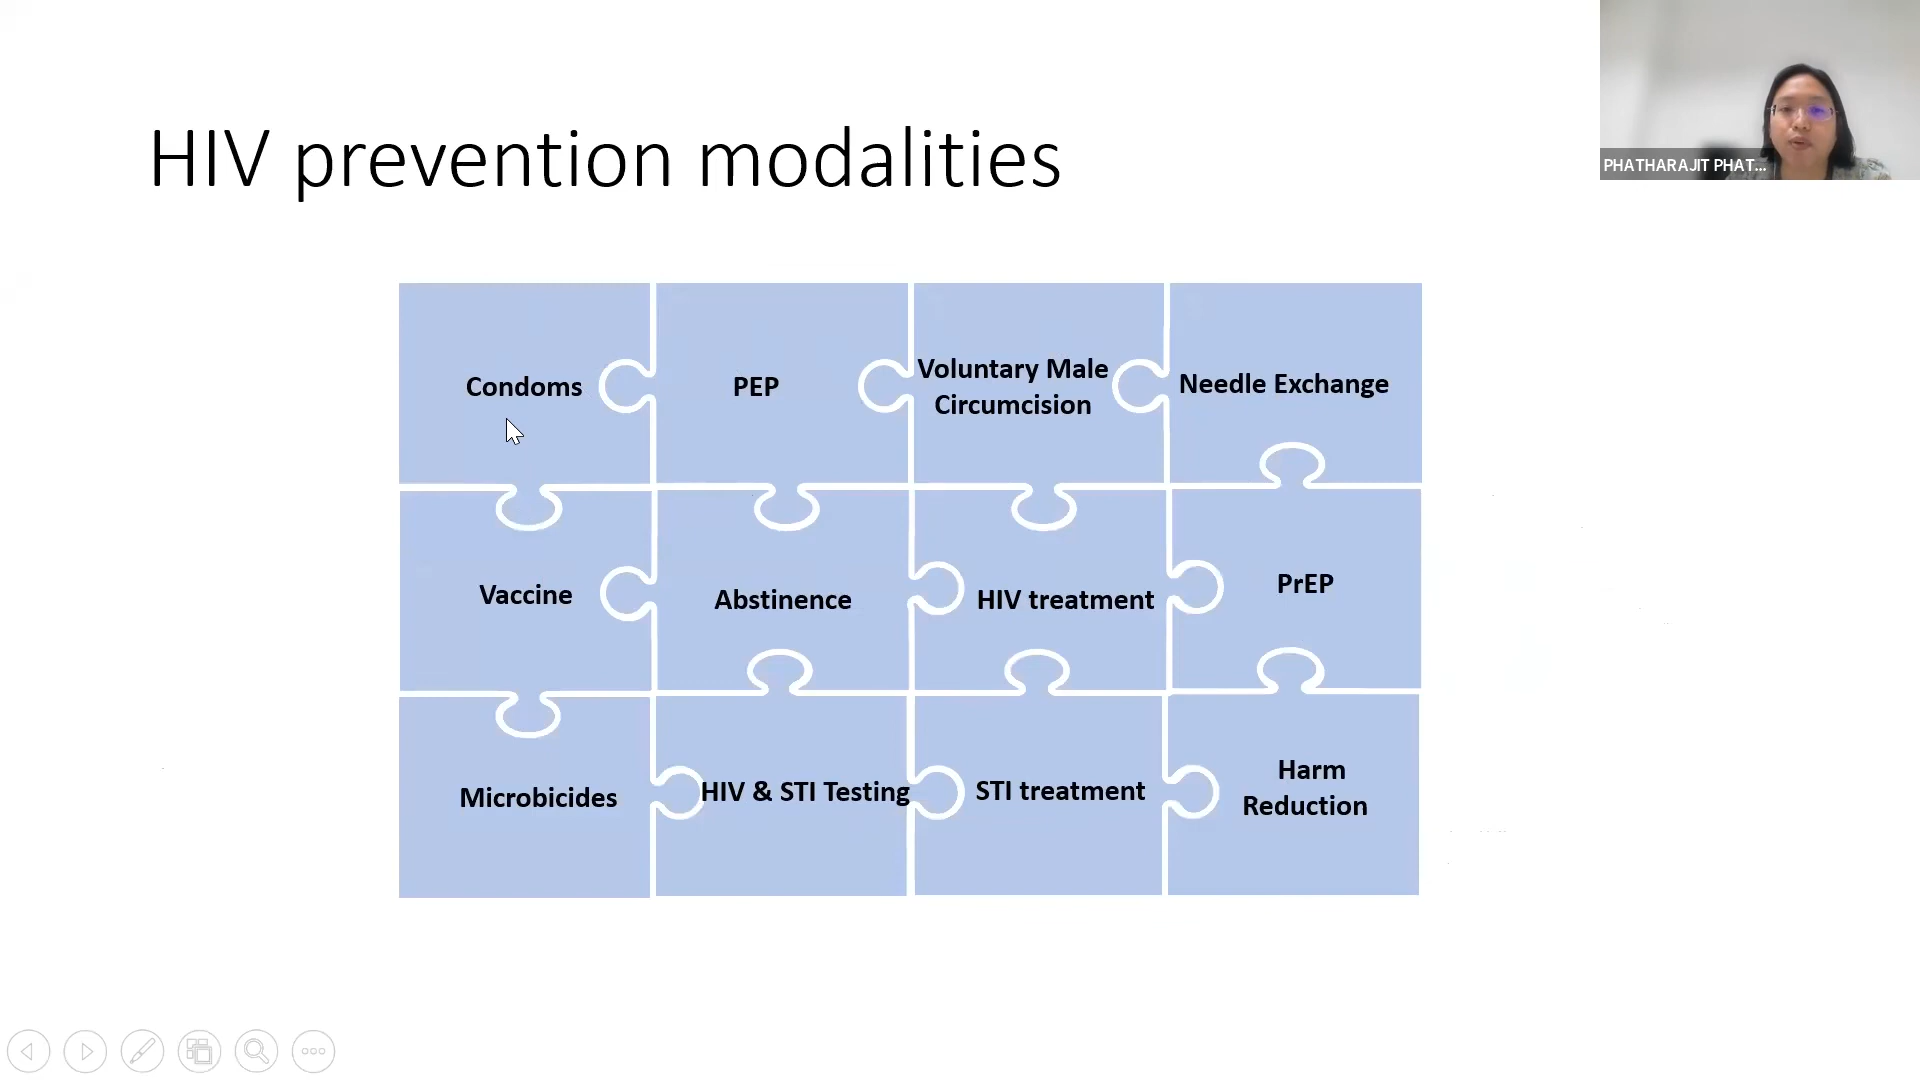 HIV prevention modalities
PHATHARAJIT PHAT...
Condoms
PEP
Voluntary Male
Circumcision
Needle Exchange
Vaccine
Abstinence
HIV treatment
PrEP
Microbicides
HIV & STI Testing
STI treatment
Harm
Reduction